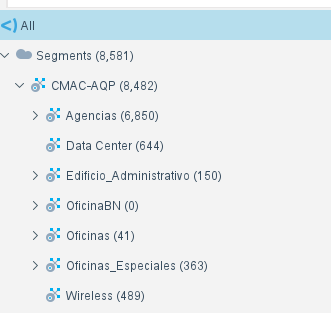 All
Segments (8,581)
CMAC-AQP (8,482)
Agencias (6,850)
Data Center (644)
Edificio_Administrativo (150)
OficinaBN (0)
Oficinas (41)
Oficinas_Especiales (363)
Wireless (489)